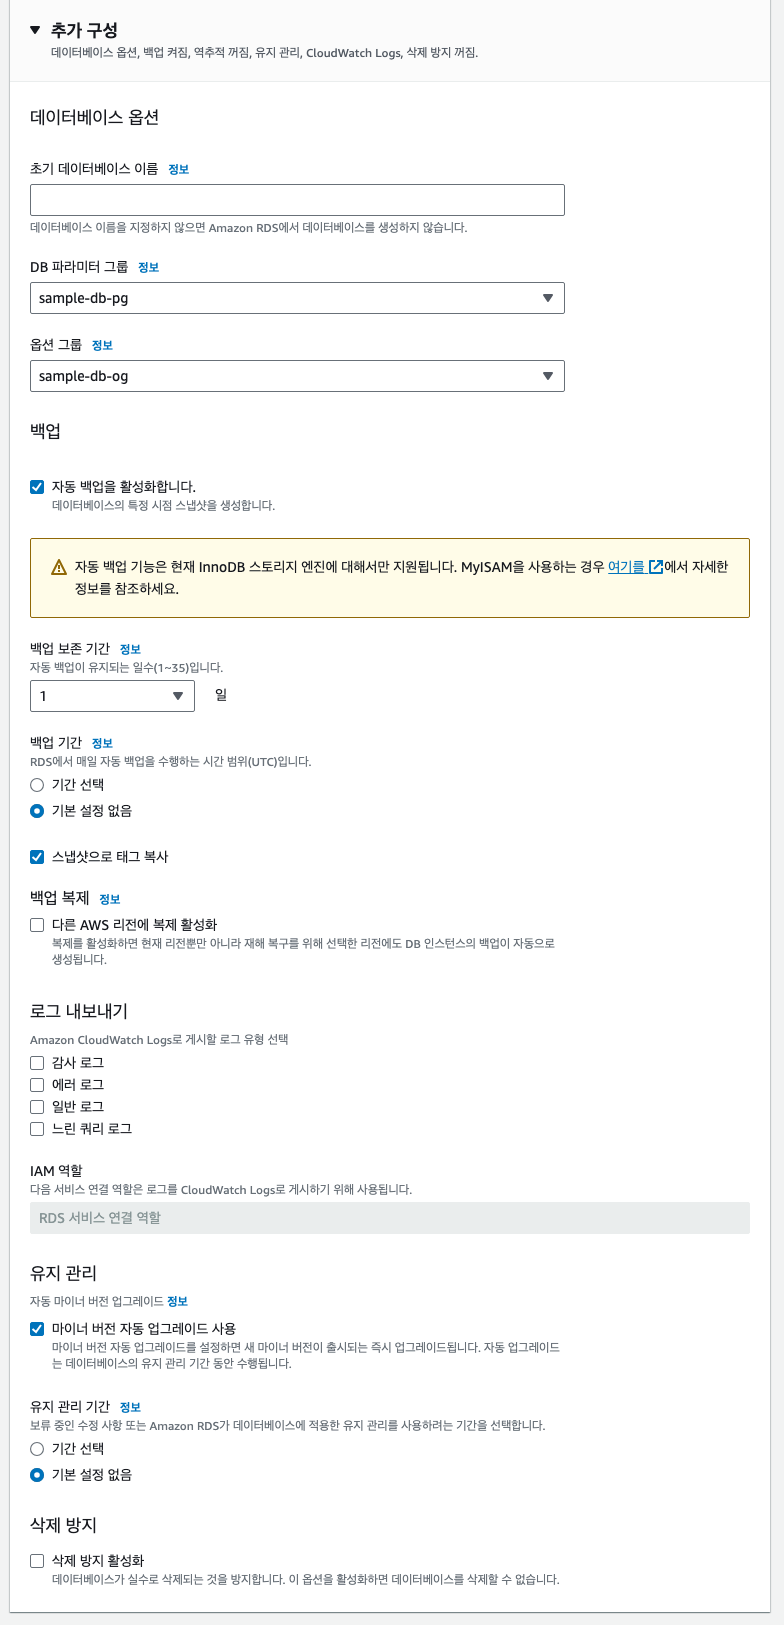 추가 구성
데이터베이스 옵션, 백업 켜짐, 역추적 꺼짐, 유지 관리, CloudWatch Logs, 삭제 방지 꺼짐.
데이터베이스 옵션
초기 데이터베이스 이름 정보
데이터베이스 이름을 지정하지 않으면 Amazon RDS에서 데이터베이스를 생성하지 않습니다.
DB 파라미터 그룹 정보
sample-db-pg
옵션 그룹 정보
sample-db-og
백업
자동 백업을 활성화합니다.
데이터베이스의 특정 시점 스냅샷을 생성합니다.
자동 백업 기능은 현재 InnoDB 스토리지 엔진에 대해서만 지원됩니다. MyISAM을 사용하는 경우 여기를 에서 자세한
정보를 참조하세요.
백업 보존 기간 정보
자동 백업이 유지되는 일수(1~35)입니다.
1 일
백업 기간 정보
RDS에서 매일 자동 백업을 수행하는 시간 범위(UTC)입니다.
기간 선택
기본 설정 없음
스냅샷으로 태그 복사
백업 복제 정보
다른 AWS 리전에 복제 활성화
복제를 활성화하면 현재 리전뿐만 아니라 재해 복구를 위해 선택한 리전에도 DB 인스턴스의 백업이 자동으로
생성됩니다.
로그 내보내기
Amazon CloudWatch Logs로 게시할 로그 유형 선택
감사 로그
에러 로그
일반 로그
느린 쿼리 로그
IAM 역할
다음 서비스 연결 역할은 로그를 CloudWatch Logs로 게시하기 위해 사용됩니다.
RDS 서비스 연결 역할
유지 관리
자동 마이너 버전 업그레이드 정보
마이너 버전 자동 업그레이드 사용
마이너 버전 자동 업그레이드를 설정하면 새 마이너 버전이 출시되는 즉시 업그레이드됩니다. 자동 업그레이드
는 데이터베이스의 유지 관리 기간 동안 수행됩니다.
유지 관리 기간 정보
보류 중인 수정 사항 또는 Amazon RDS가 데이터베이스에 적용한 유지 관리를 사용하려는 기간을 선택합니다.
기간 선택
기본 설정 없음
삭제 방지
삭제 방지 활성화
데이터베이스가 실수로 삭제되는 것을 방지합니다. 이 옵션을 활성화하면 데이터베이스를 삭제할 수 없습니다.